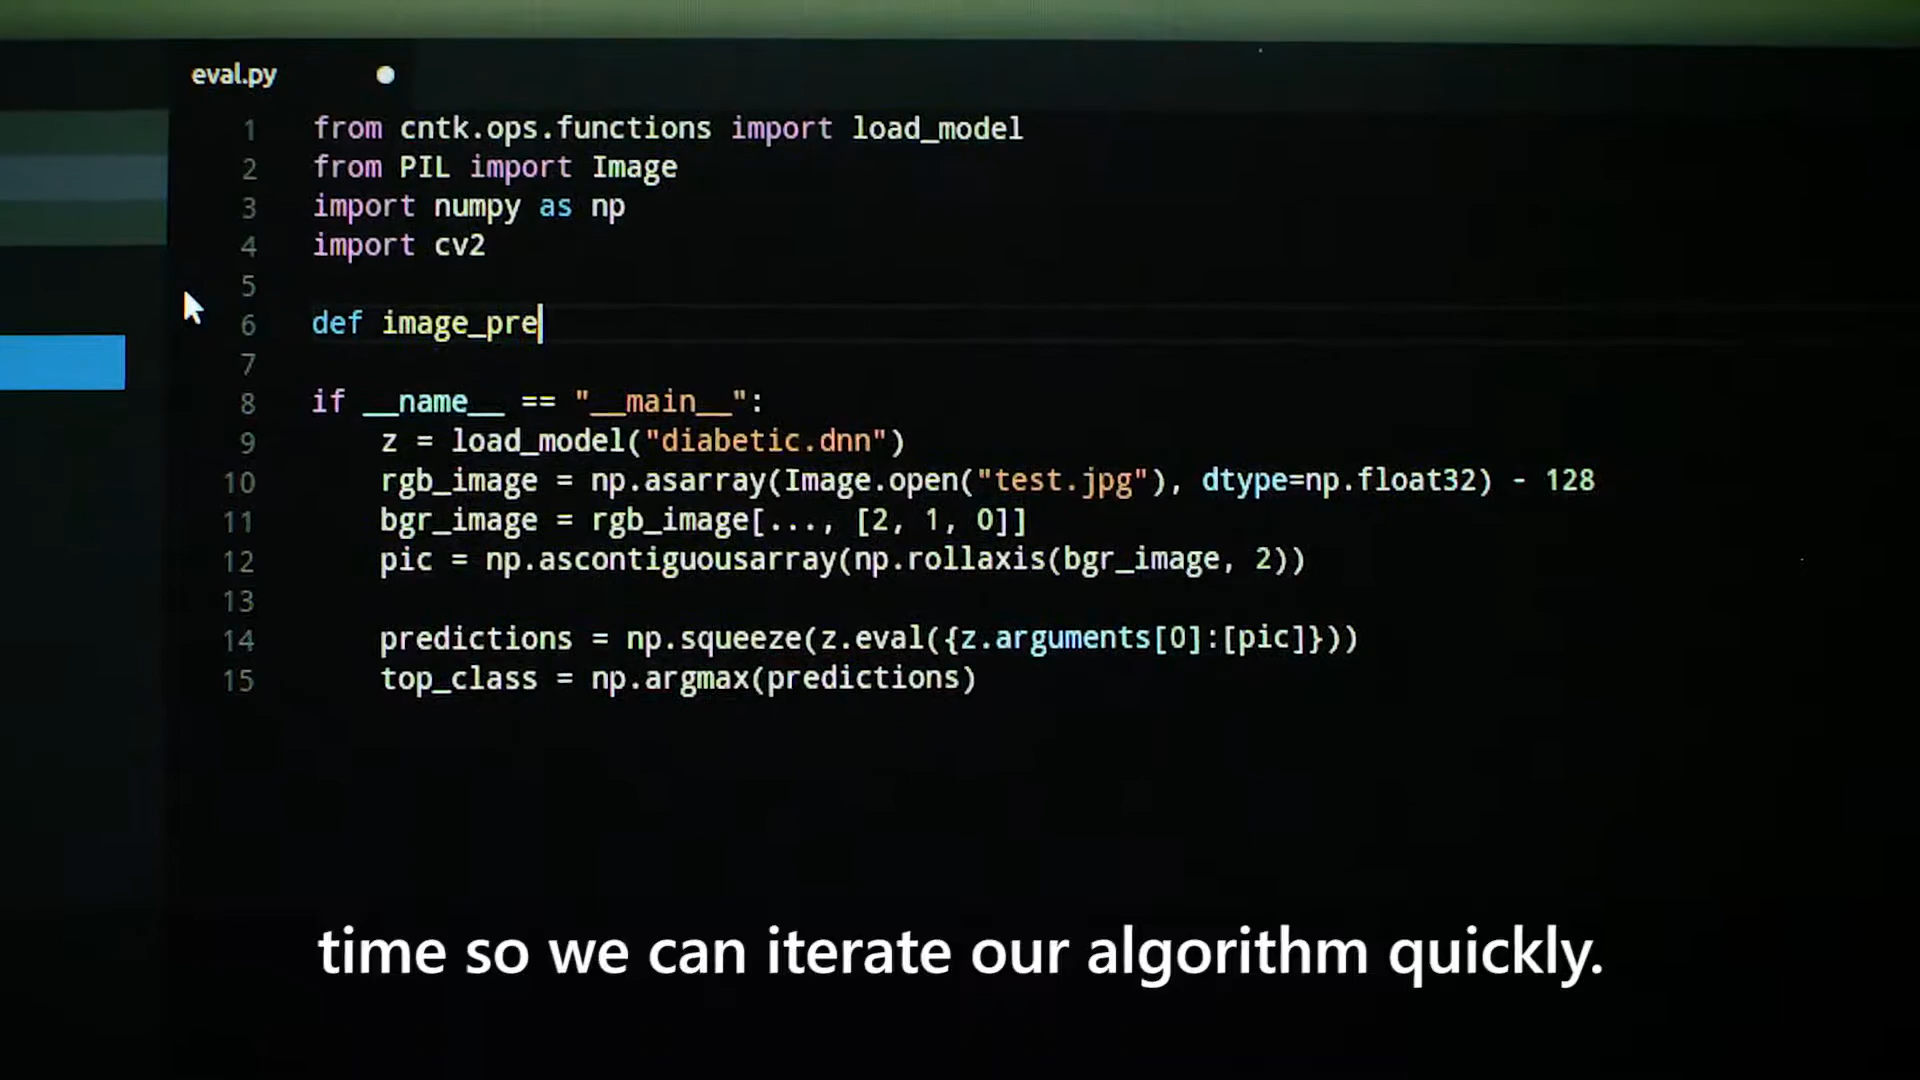 eval.py
1 from cntk.ops.functions import load_model
2 from PIL import Image
3 import numpy as np
4 import cv2
5
6 def image_pre
7
8 if __name__ == "__main__":
9 z = load_model("diabetic.dnn")
10 rgb_image = np.asarray(Image.open("test.jpg"), dtype=np.float32) - 128
11 bgr_image = rgb_image[..., [2, 1, 0]]
12 pic = np.ascontiguousarray(np.rollaxis(bgr_image, 2))
13
14 predictions = np.squeeze(z.eval({z.arguments[0]:[pic]}))
15 top_class = np.argmax(predictions)
time so we can iterate our algorithm quickly.